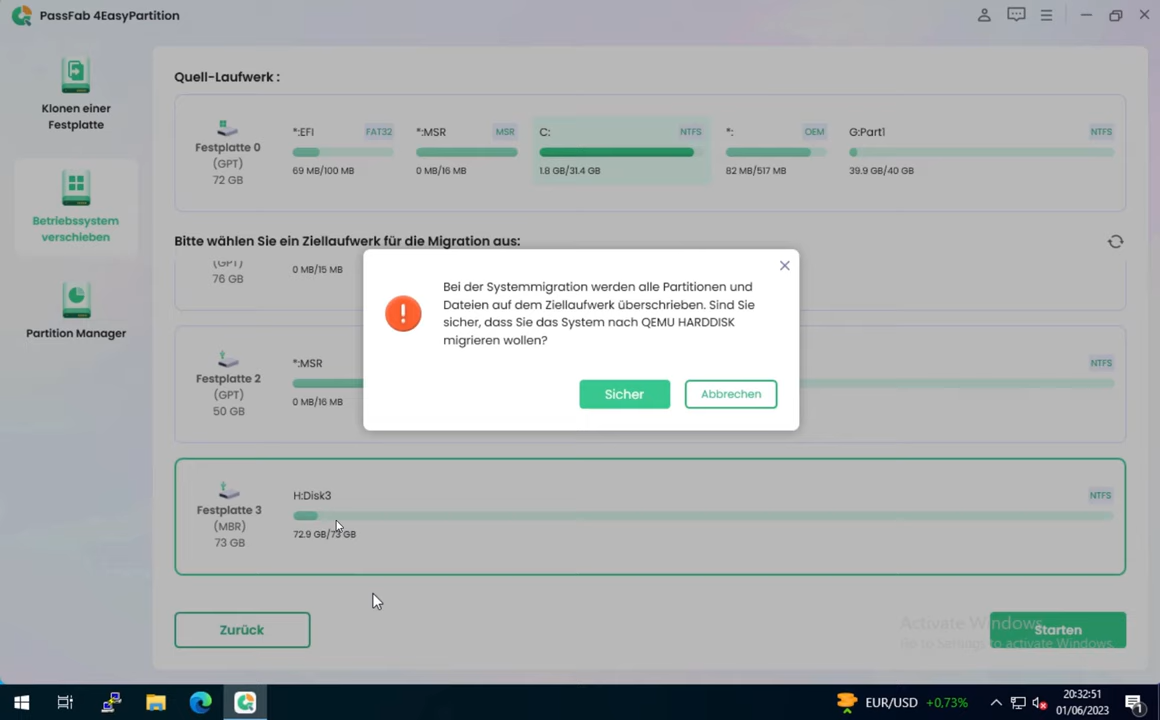 PassFab 4EasyPartition
Klonen einer
Festplatte
Betriebssystem
verschieben
Partition Manager
Quell-Laufwerk :
Festplatte 0
(GPT)
72 GB
*:EFI
FAT32
69 MB/100 MB
*:MSR
MSR
0 MB/16 MB
C:
NTFS
1.8 GB/31.4 GB
*:
OEM
82 MB/517 MB
G:Part1
NTFS
39.9 GB/40 GB
Bitte wählen Sie ein Ziellaufwerk für die Migration aus:
(GPT)
76 GB
0 MB/15 MB
Festplatte 2
(GPT)
50 GB
*:MSR
0 MB/16 MB
NTFS
NTFS
Bei der Systemmigration werden alle Partitionen und
Dateien auf dem Ziellaufwerk überschrieben. Sind Sie
sicher, dass Sie das System nach QEMU HARDDISK
migrieren wollen?
Sicher
Abbrechen
Festplatte 3
(MBR)
73 GB
H:Disk3
72.9 GB/73 GB
Zurück
Starten
Activate Windows
Go to Settings to activate Windows.
EUR/USD +0,73%
20:32:51
01/06/2023
1